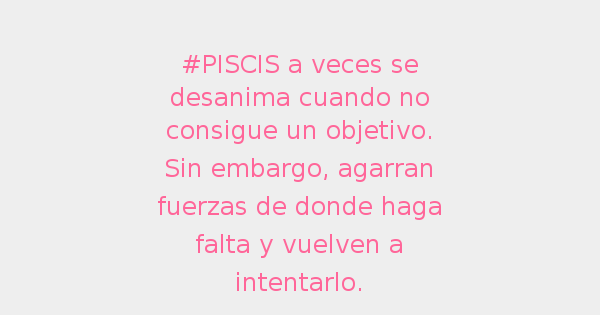 #PISCIS a veces se
desanima cuando no
consigue un objetivo.
Sin embargo, agarran
fuerzas de donde haga
falta y vuelven a
intentarlo.